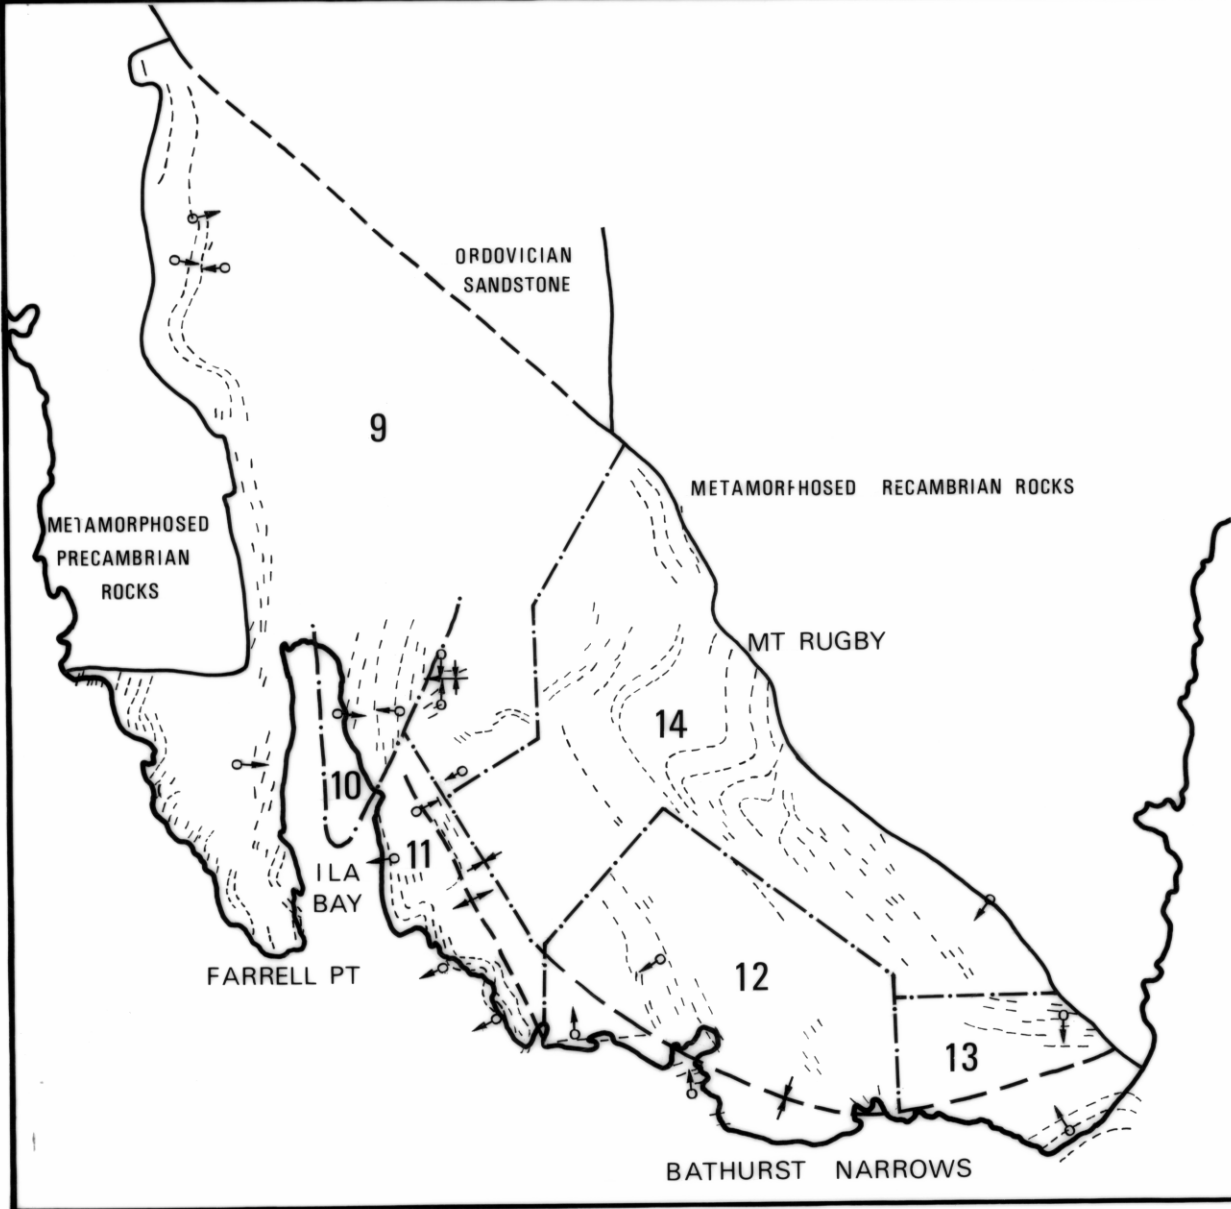 ORDOVICIAN
SANDSTONE
9
METAMORPHOSED RECAMBRIAN ROCKS
METAMORPHOSED
PRECAMBRIAN
ROCKS
MT RUGBY
14
10
11
ILA
BAY
FARRELL PT
12
13
BATHURST NARROWS